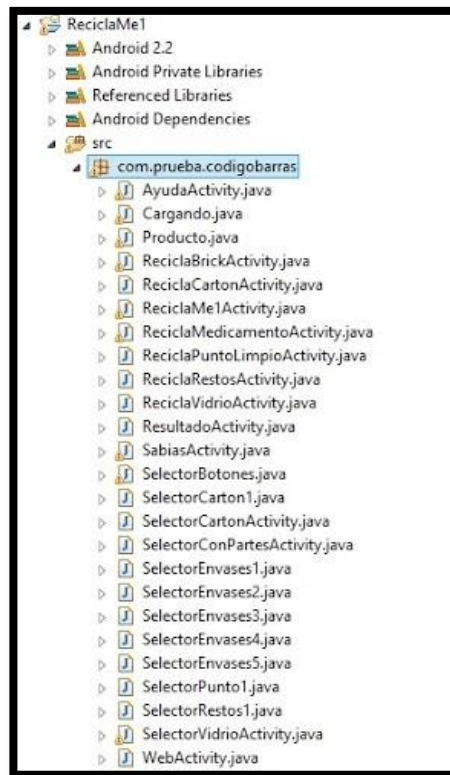 ReciclaMe1
Android 2.2
Android Private Libraries
Referenced Libraries
Android Dependencies
src
com.prueba.codigobarras
AyudaActivity.java
Cargando.java
Producto.java
ReciclaBrickActivity.java
ReciclaCartonActivity.java
ReciclaMe1Activity.java
ReciclaMedicamentoActivity.java
ReciclaPuntoLimpioActivity.java
ReciclaRestosActivity.java
ReciclaVidrioActivity.java
ResultadoActivity.java
SabiasActivity.java
SelectorBotones.java
SelectorCarton1.java
SelectorCartonActivity.java
SelectorConPartesActivity.java
SelectorEnvases1.java
SelectorEnvases2.java
SelectorEnvases3.java
SelectorEnvases4.java
SelectorEnvases5.java
SelectorPunto1.java
SelectorRestos1.java
SelectorVidrioActivity.java
WebActivity.java